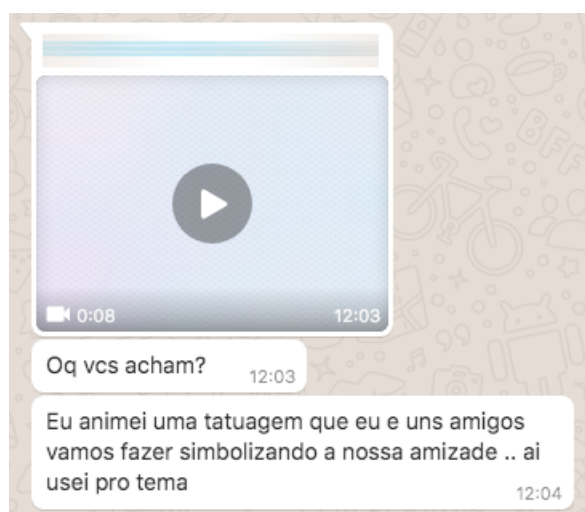 0:08 12:03
Oq vcs acham?
12:03
Eu animei uma tatuagem que eu e uns amigos
vamos fazer simbolizando a nossa amizade .. ai
usei pro tema
12:04